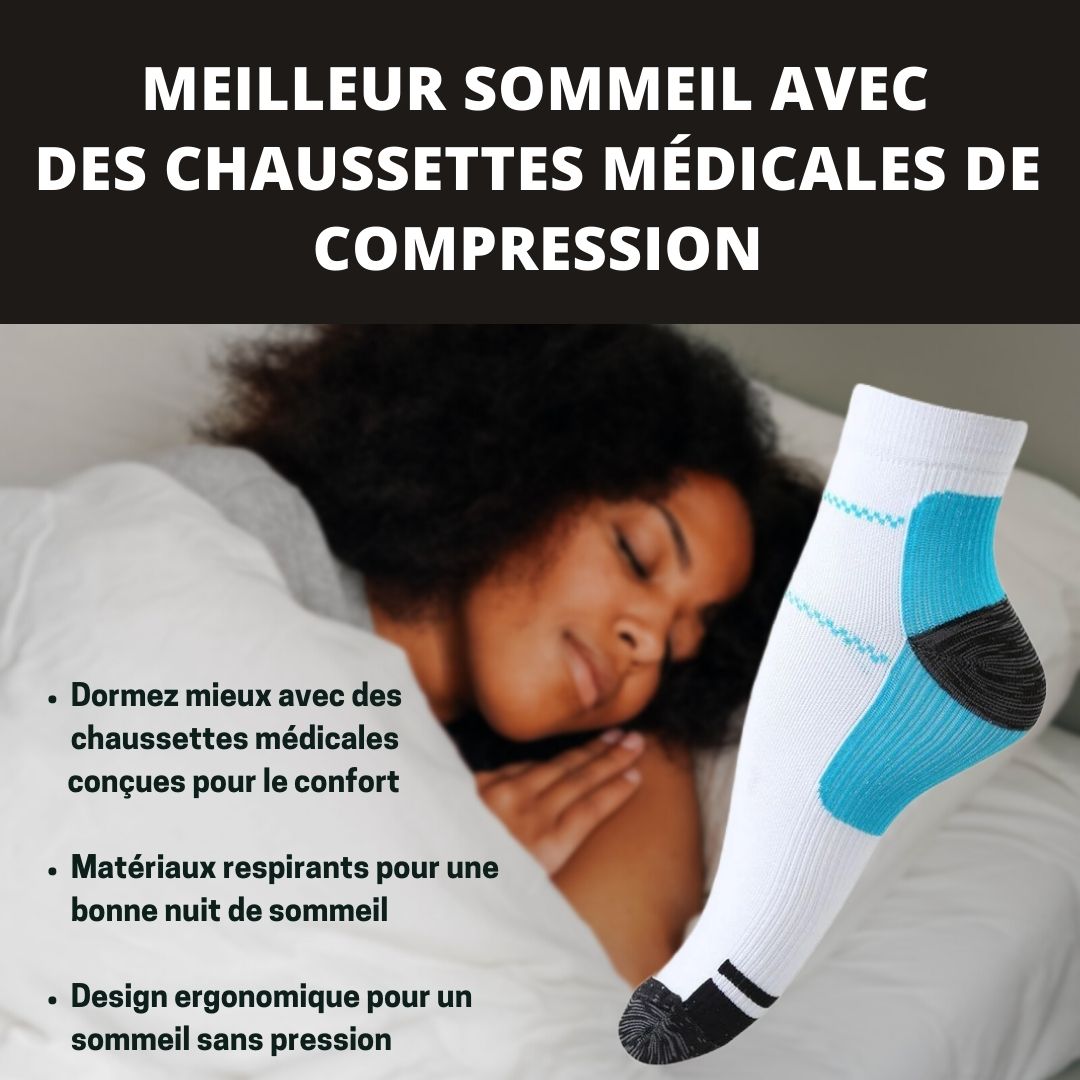 MEILLEUR SOMMEIL AVEC
DES CHAUSSETTES MÉDICALES DE
COMPRESSION
• Dormez mieux avec des
chaussettes médicales
conçues pour le confort
• Matériaux respirants pour une
bonne nuit de sommeil
• Design ergonomique pour un
sommeil sans pression